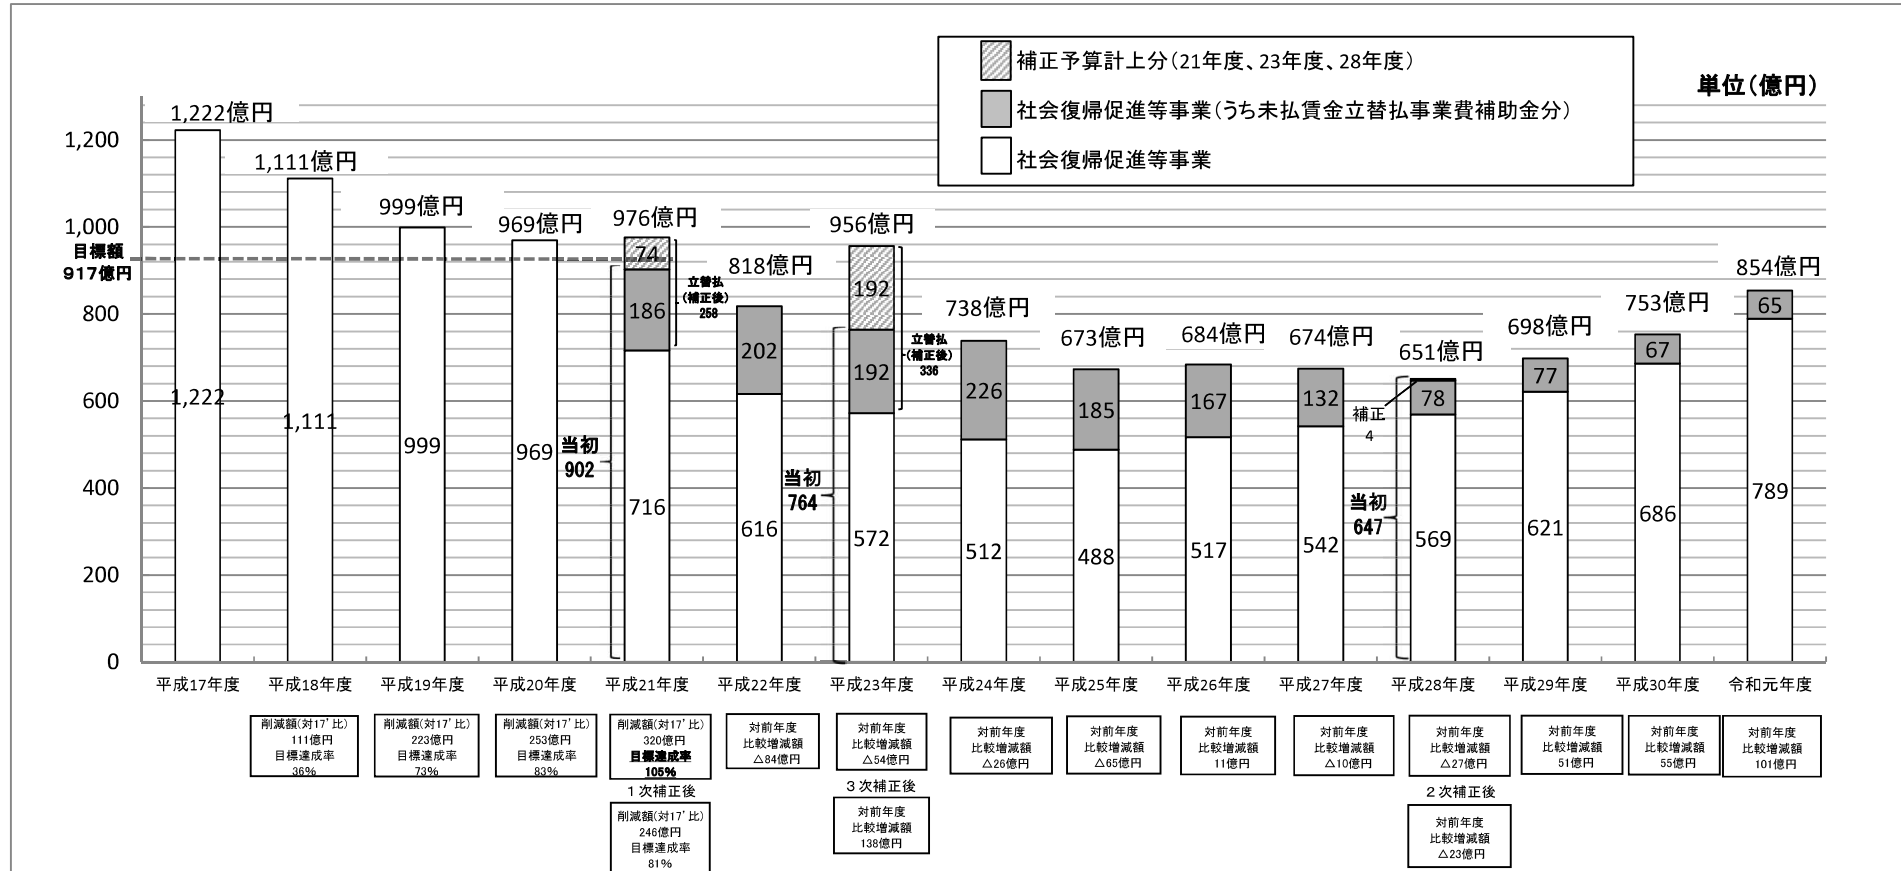 補正予算計上分(21年度、23年度、28年度)
社会復帰促進等事業(うち未払賃金立替払事業費補助金分)
社会復帰促進等事業
単位(億円)
1,200
1,000
800
600
400
200
0
目標額
917億円
1,222億円
1,222
1,111億円
1,111
999億円
999
969億円
969
976億円
74
186
716
当初
902
立替払
(補正後)
258
818億円
202
616
956億円
192
192
572
当初
764
立替払
(補正後)
336
738億円
226
512
673億円
185
488
684億円
167
517
674億円
132
542
651億円
78
569
補正
4
当初
647
698億円
77
621
753億円
67
686
854億円
65
789
平成17年度 平成18年度 平成19年度 平成20年度 平成21年度 平成22年度 平成23年度 平成24年度 平成25年度 平成26年度 平成27年度 平成28年度 平成29年度 平成30年度 令和元年度
削減額(対17'比)
111億円
目標達成率
36%
削減額(対17'比)
223億円
目標達成率
73%
削減額(対17'比)
253億円
目標達成率
83%
削減額(対17'比)
320億円
目標達成率
105%
1次補正後
削減額(対17'比)
246億円
目標達成率
81%
対前年度
比較増減額
△84億円
対前年度
比較増減額
△54億円
3次補正後
対前年度
比較増減額
138億円
対前年度
比較増減額
△26億円
対前年度
比較増減額
△65億円
対前年度
比較増減額
11億円
対前年度
比較増減額
△10億円
対前年度
比較増減額
△27億円
2次補正後
対前年度
比較増減額
△23億円
対前年度
比較増減額
51億円
対前年度
比較増減額
55億円
対前年度
比較増減額
101億円